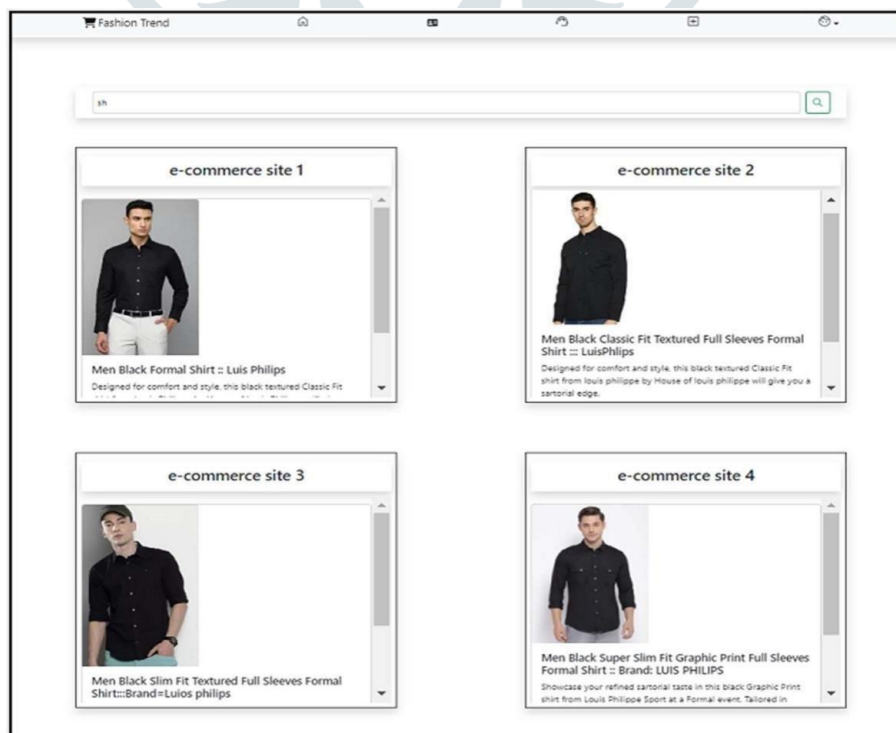 Fashion Trend
sh
e-commerce site 1
Men Black Formal Shirt :: Luis Philips
Designed for comfort and style, this black textured Classic Fit
e-commerce site 2
Men Black Classic Fit Textured Full Sleeves Formal
Shirt ::: LuisPhlips
Designed for comfort and style, this black textured Classic Fit
shirt from louis philippe by House of louis philippe will give you a
sartorial edge.
e-commerce site 3
Men Black Slim Fit Textured Full Sleeves Formal
Shirt:::Brand=Luios philips
e-commerce site 4
Men Black Super Slim Fit Graphic Print Full Sleeves
Formal Shirt :: Brand: LUIS PHILIPS
Showcase your refined sartorial taste in this black Graphic Print
shirt from Louis Philippe Sport at a Formal event. Tailored in